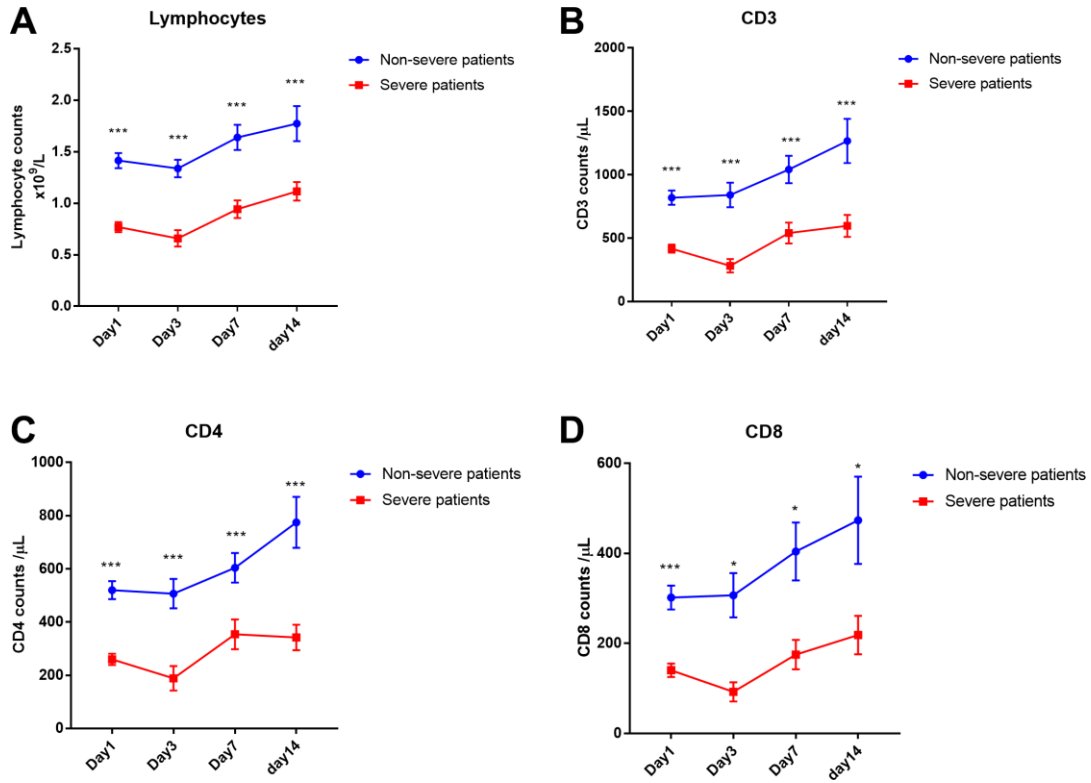 A
Lymphocytes
Lymphocyte counts
x10⁹/L
2.5
2.0
1.5
1.0
0.5
0.0
***
***
***
***
Day1
Day3
Day7
day14
Non-severe patients
Severe patients
B
CD3
CD3 counts /μL
2000
1500
1000
500
0
***
***
***
***
Day1
Day3
Day7
day14
Non-severe patients
Severe patients
C
CD4
CD4 counts /μL
1000
800
600
400
200
0
***
***
***
***
Day1
Day3
Day7
day14
Non-severe patients
Severe patients
D
CD8
CD8 counts /μL
600
400
200
0
***
*
*
*
Day1
Day3
Day7
day14
Non-severe patients
Severe patients